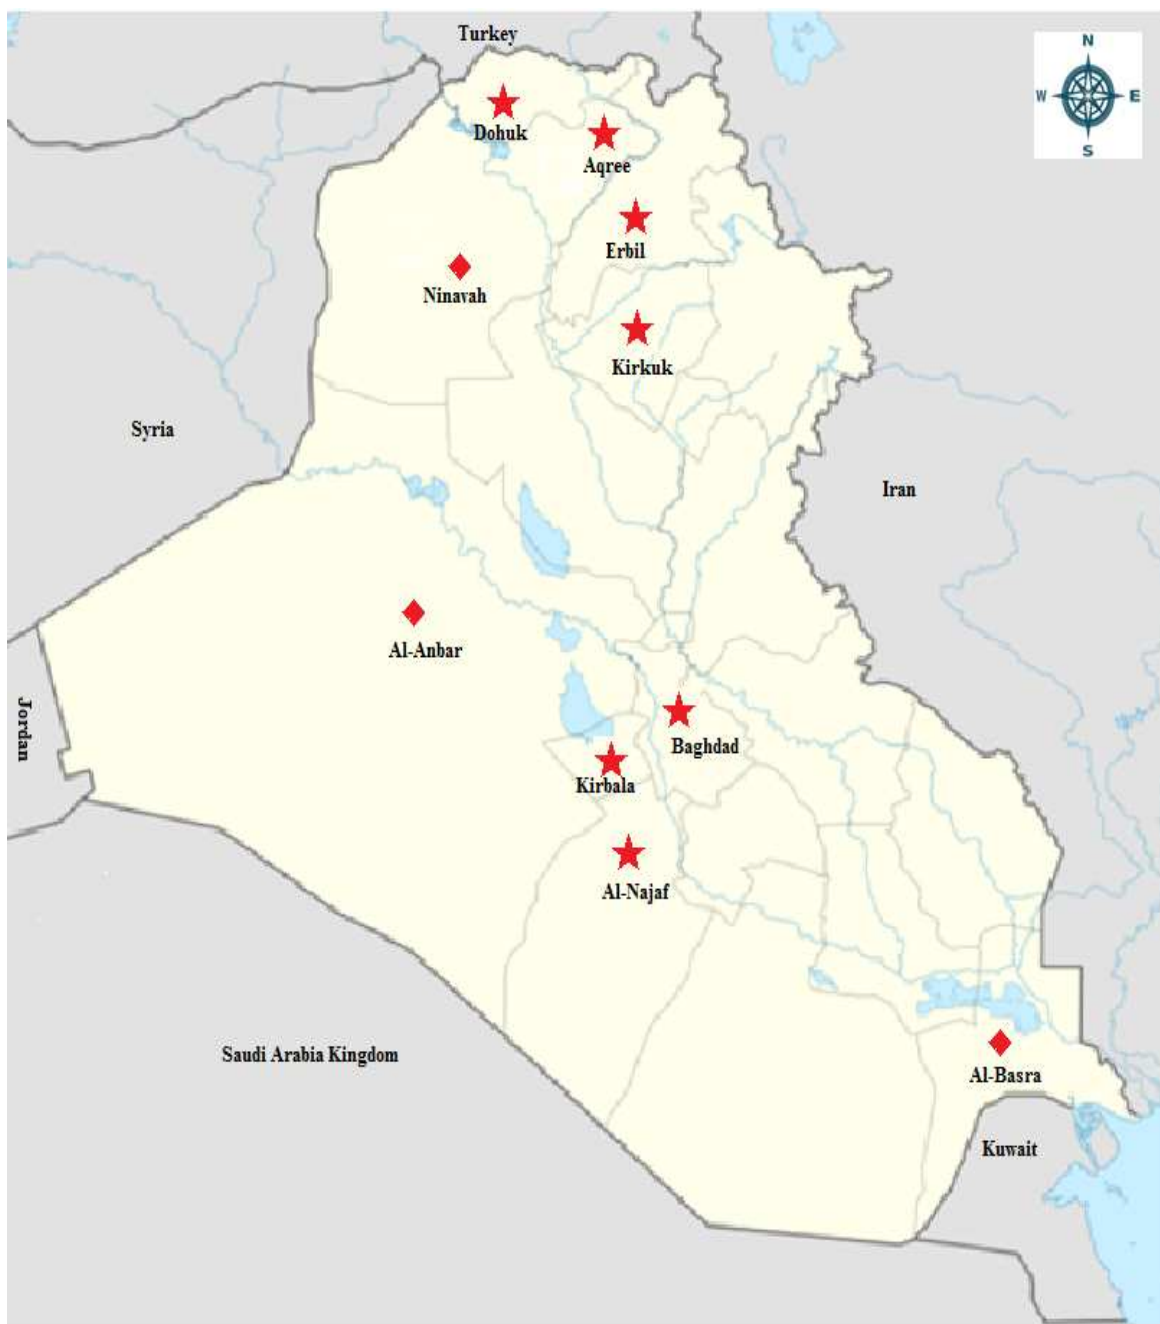 Turkey
N
W
E
S
Dohuk
Aqree
Erbil
Ninavah
Kirkuk
Syria
Iran
Al-Anbar
Jordan
Baghdad
Kirbala
Al-Najaf
Saudi Arabia Kingdom
Al-Basra
Kuwait